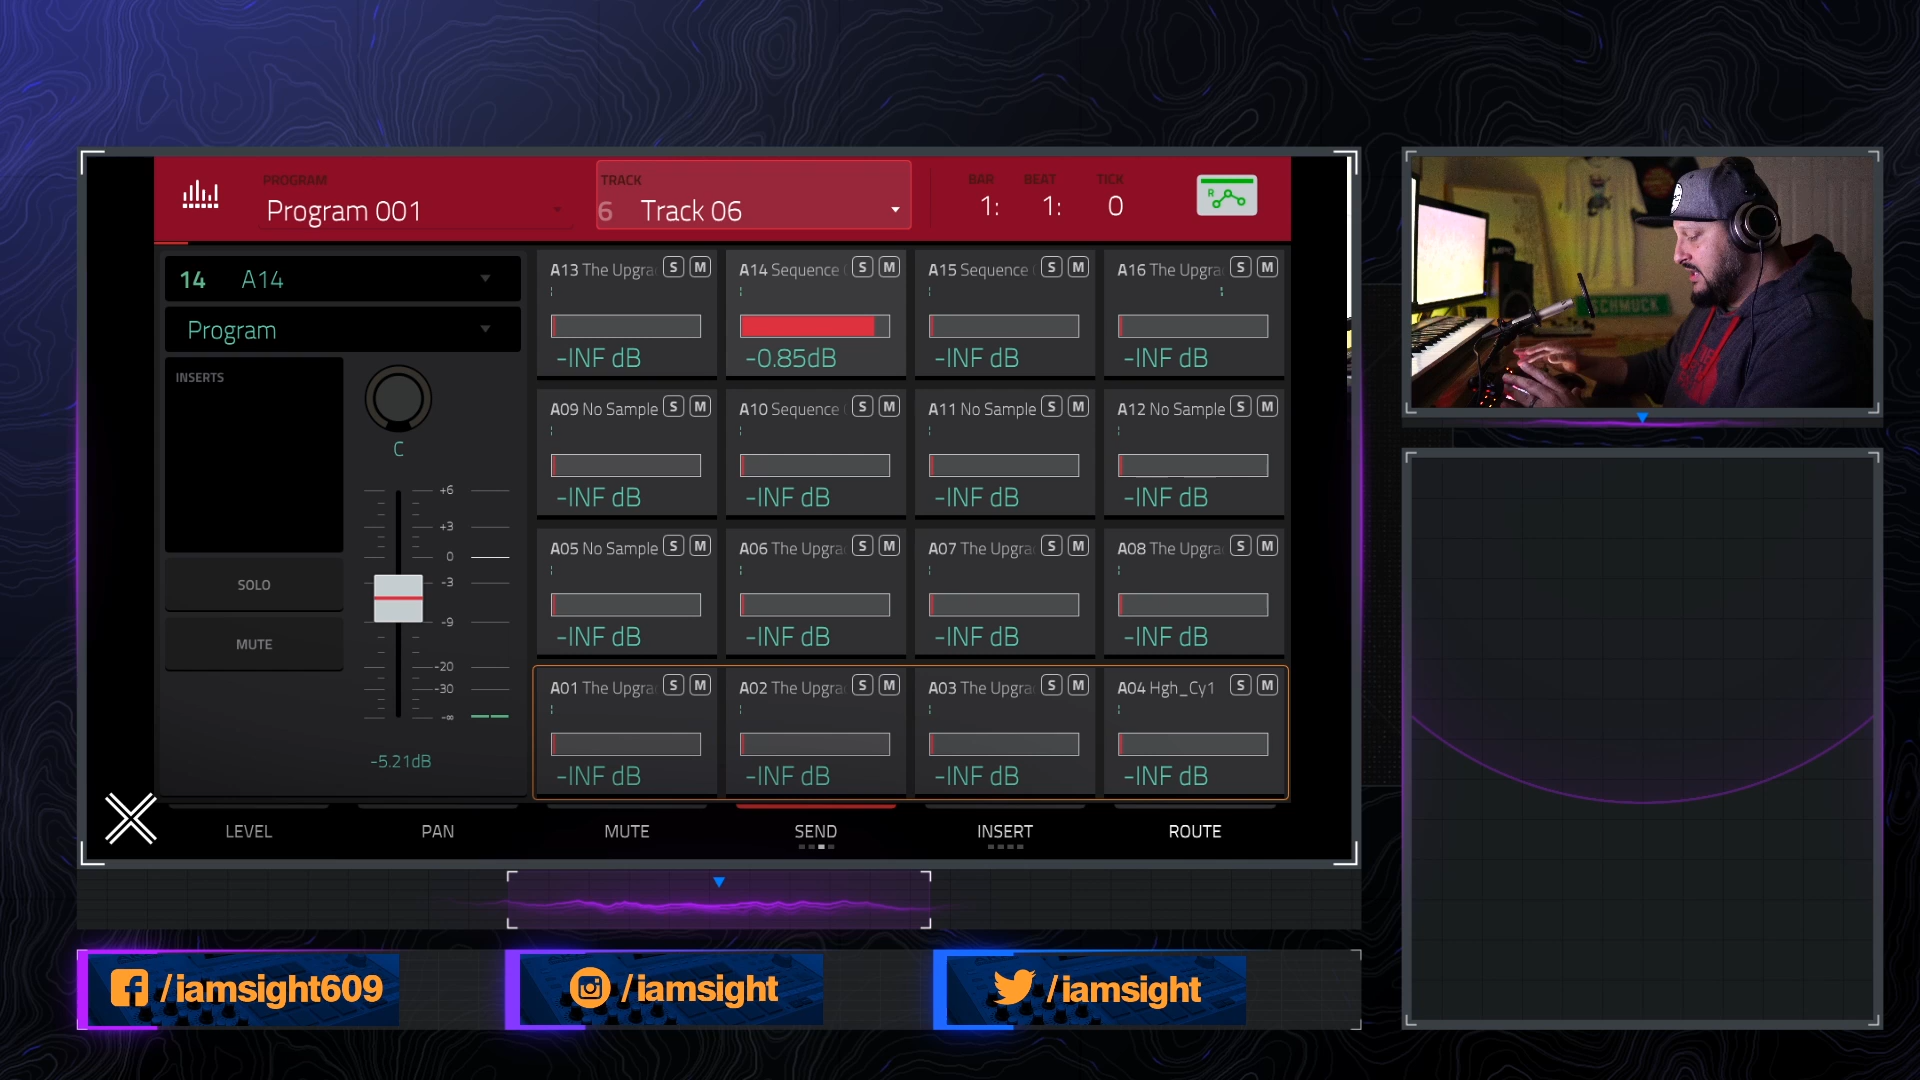 PROGRAM
Program 001
TRACK
6 Track 06
BAR BEAT TICK
1: 1: 0
R
14 A14
Program
INSERTS
C
+6
+3
0
-3
-9
-20
-30
-∞
-5.21dB
SOLO
MUTE
A13 The Upgra S M
-INF dB
A14 Sequence S M
-0.85dB
A15 Sequence S M
-INF dB
A16 The Upgra S M
-INF dB
A09 No Sample S M
-INF dB
A10 Sequence S M
-INF dB
A11 No Sample S M
-INF dB
A12 No Sample S M
-INF dB
A05 No Sample S M
-INF dB
A06 The Upgra S M
-INF dB
A07 The Upgra S M
-INF dB
A08 The Upgra S M
-INF dB
A01 The Upgra S M
-INF dB
A02 The Upgra S M
-INF dB
A03 The Upgra S M
-INF dB
A04 Hgh_Cy1 S M
-INF dB
LEVEL PAN MUTE SEND INSERT ROUTE
SCHMUCK
/iamsight609
/iamsight
/iamsight